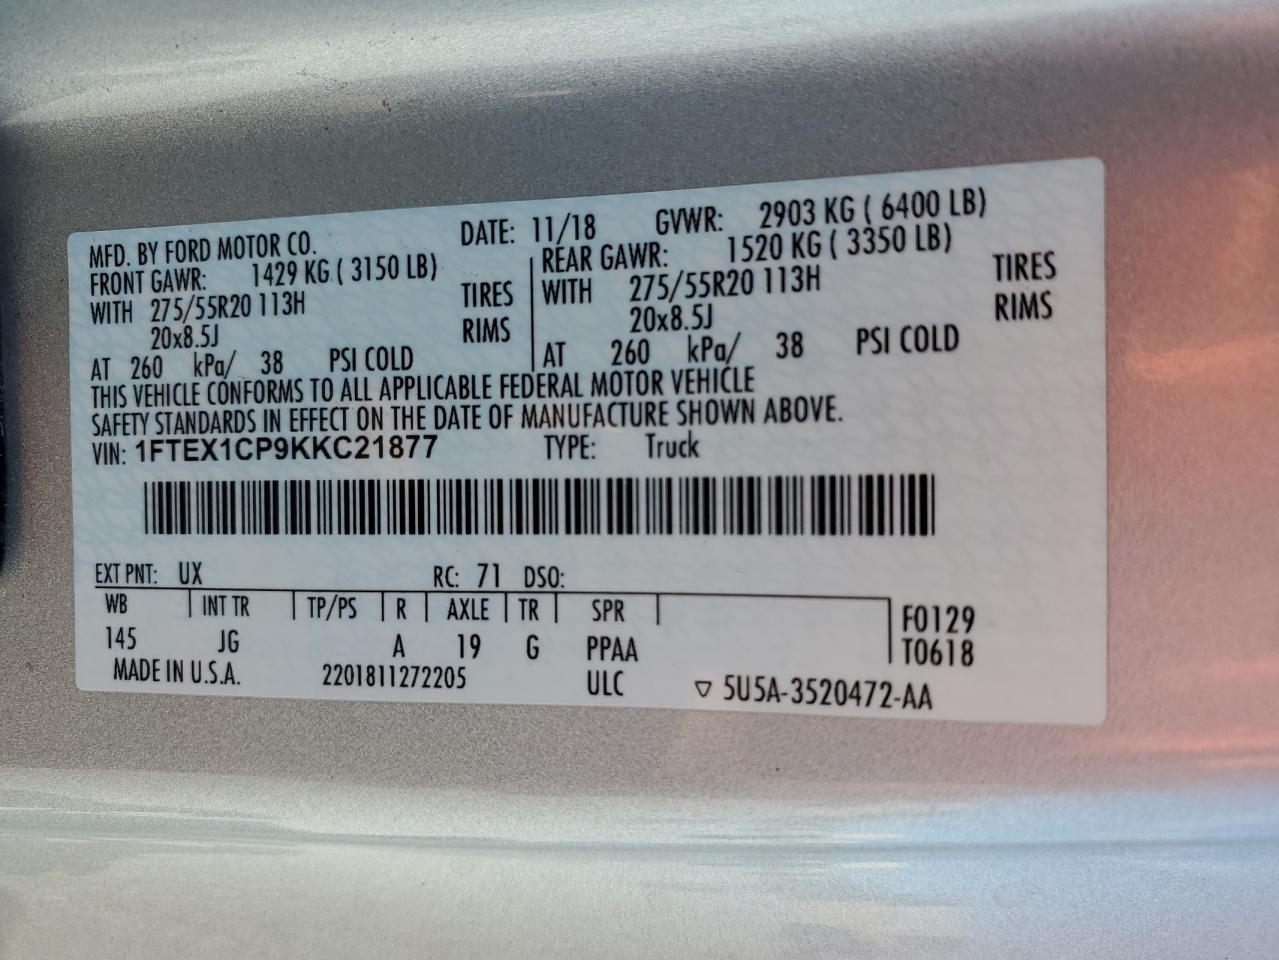 MFD. BY FORD MOTOR CO. DATE: 11/18 GVWR: 2903 KG ( 6400 LB)
FRONT GAWR: 1429 KG ( 3150 LB) REAR GAWR: 1520 KG ( 3350 LB)
WITH 275/55R20 113H TIRES WITH 275/55R20 113H TIRES
20x8.5J RIMS 20x8.5J RIMS
AT 260 kPa/ 38 PSI COLD AT 260 kPa/ 38 PSI COLD
THIS VEHICLE CONFORMS TO ALL APPLICABLE FEDERAL MOTOR VEHICLE
SAFETY STANDARDS IN EFFECT ON THE DATE OF MANUFACTURE SHOWN ABOVE.
VIN: 1FTEX1CP9KKC21877 TYPE: Truck
EXT PNT: UX RC: 71 DSO:
WB INT TR TP/PS R AXLE TR SPR F0129
145 JG A 19 G PPAA T0618
MADE IN U.S.A. 2201811272205 ULC ▽ 5U5A-3520472-AA